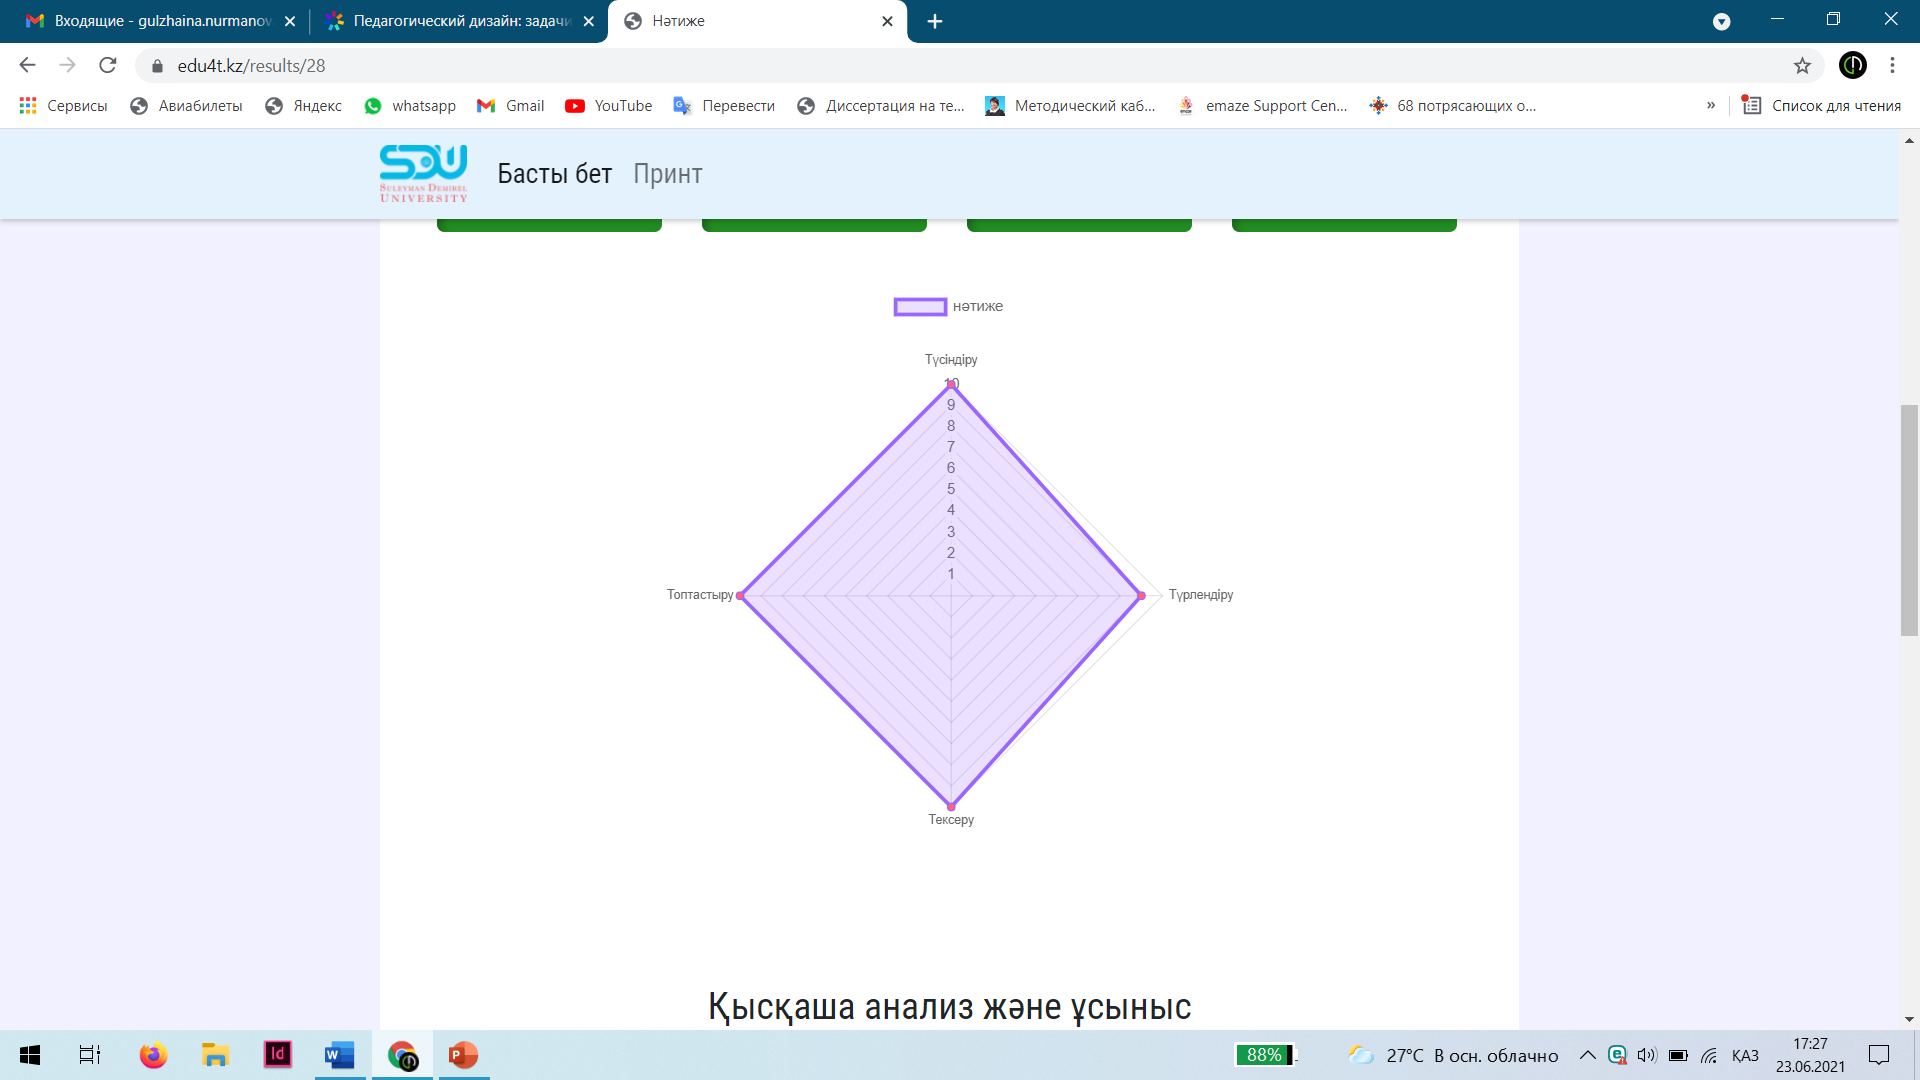 Входящие - gulzhaina.nurmanov
Педагогический дизайн: задачи
Нәтиже
edu4t.kz/results/28
Сервисы
Авиабилеты
Яндекс
whatsapp
Gmail
YouTube
Перевести
Диссертация на те...
Методический каб...
emaze Support Cen...
68 потрясающих о...
»
Список для чтения
SDU
SULEYMAN DEMIREL
UNIVERSITY
Басты бет
Принт
нәтиже
Түсіндіру
10
9
8
7
6
5
4
3
2
1
Топтастыру
Түрлендіру
Тексеру
Қысқаша анализ және ұсыныс
88%
27°C В осн. облачно
ҚАЗ
17:27
23.06.2021